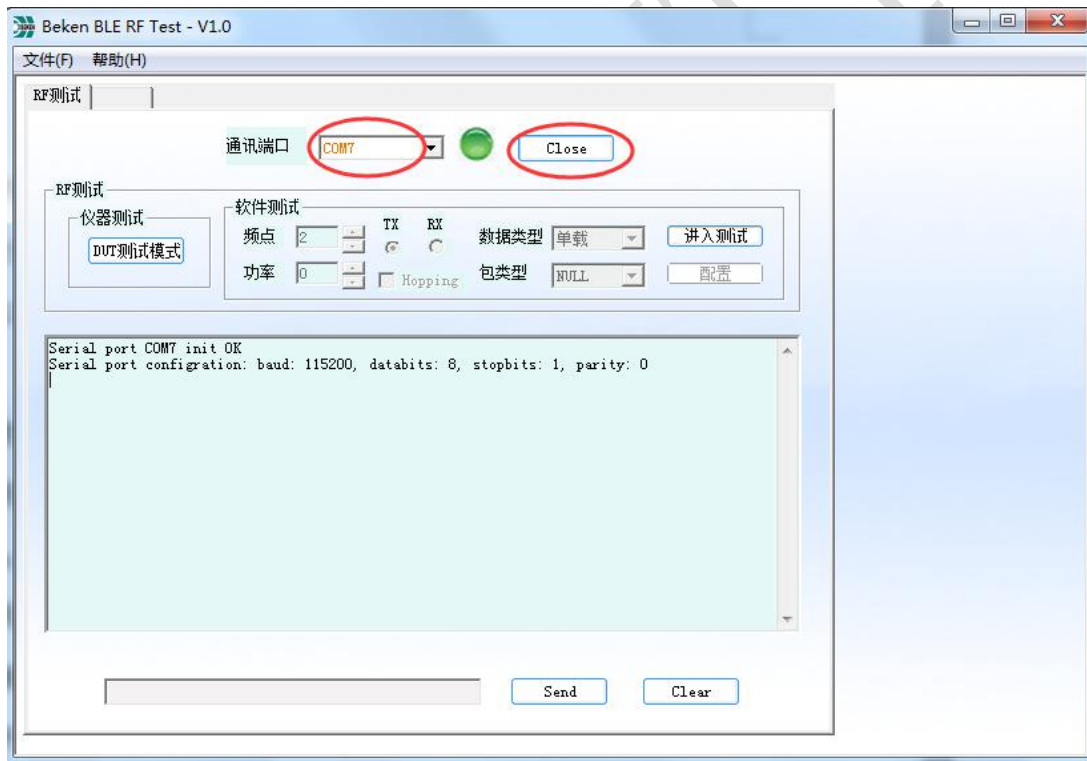 Beken BLE RF Test - V1.0
文件(F) 帮助(H)
RF测试
通讯端口 COM7 Close
RF测试
仪器测试 软件测试
DUT测试模式
频点 2 TX RX 数据类型 单载 进入测试
功率 0 Hopping 包类型 NULL 配置
Serial port COM7 init OK
Serial port configration: baud: 115200, databits: 8, stopbits: 1, parity: 0
Send Clear